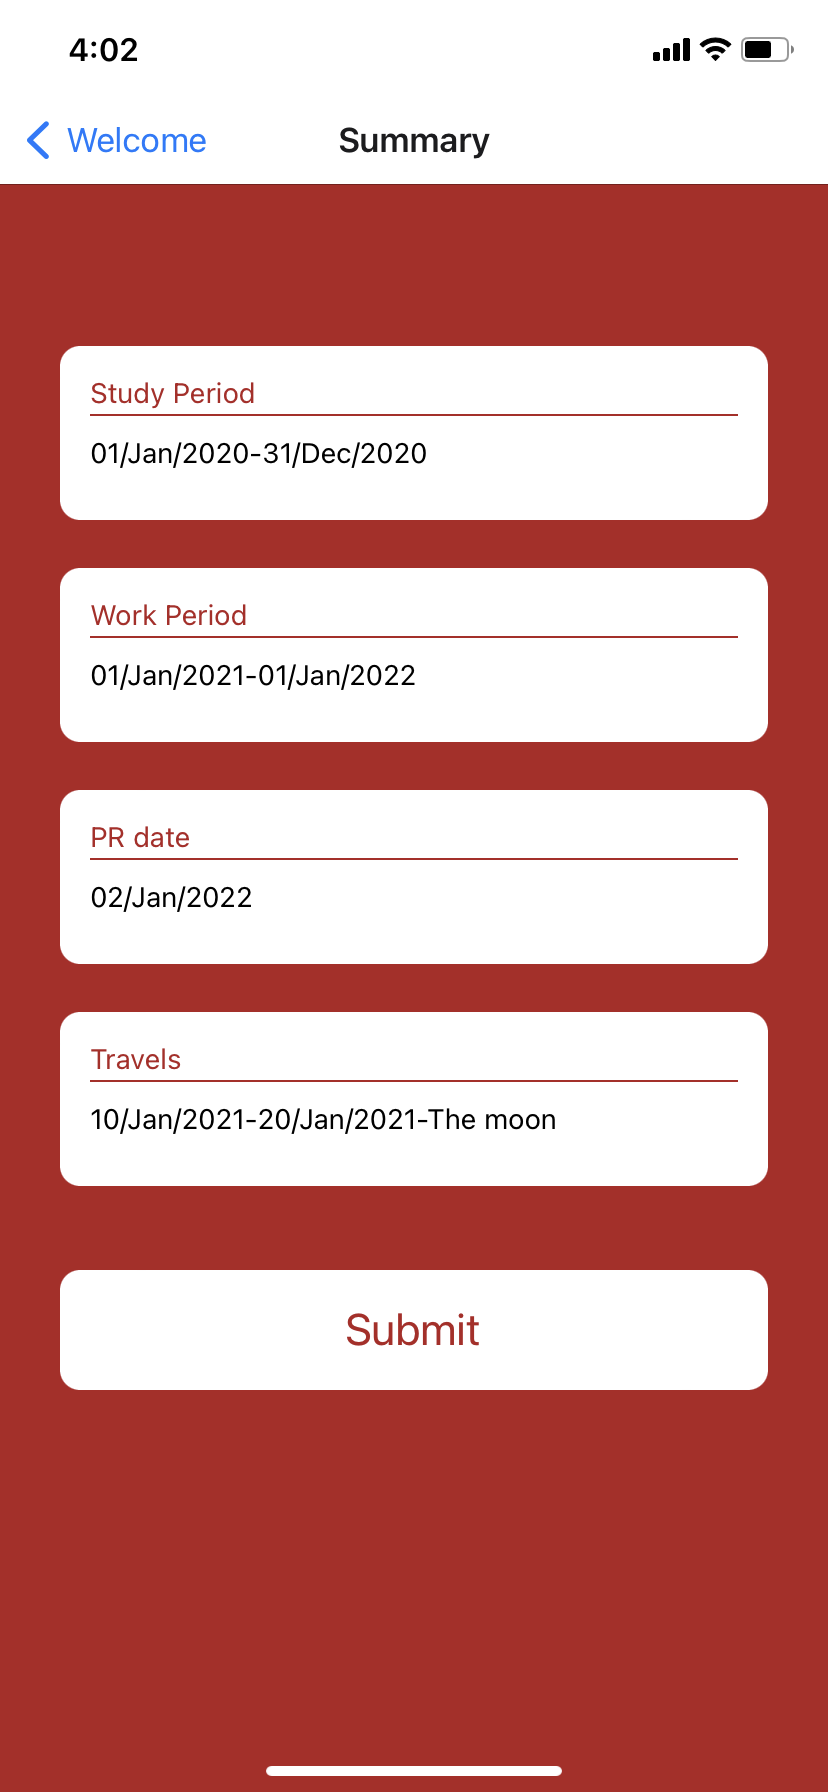 4:02
Welcome
Summary
Study Period
01/Jan/2020-31/Dec/2020
Work Period
01/Jan/2021-01/Jan/2022
PR date
02/Jan/2022
Travels
10/Jan/2021-20/Jan/2021-The moon
Submit